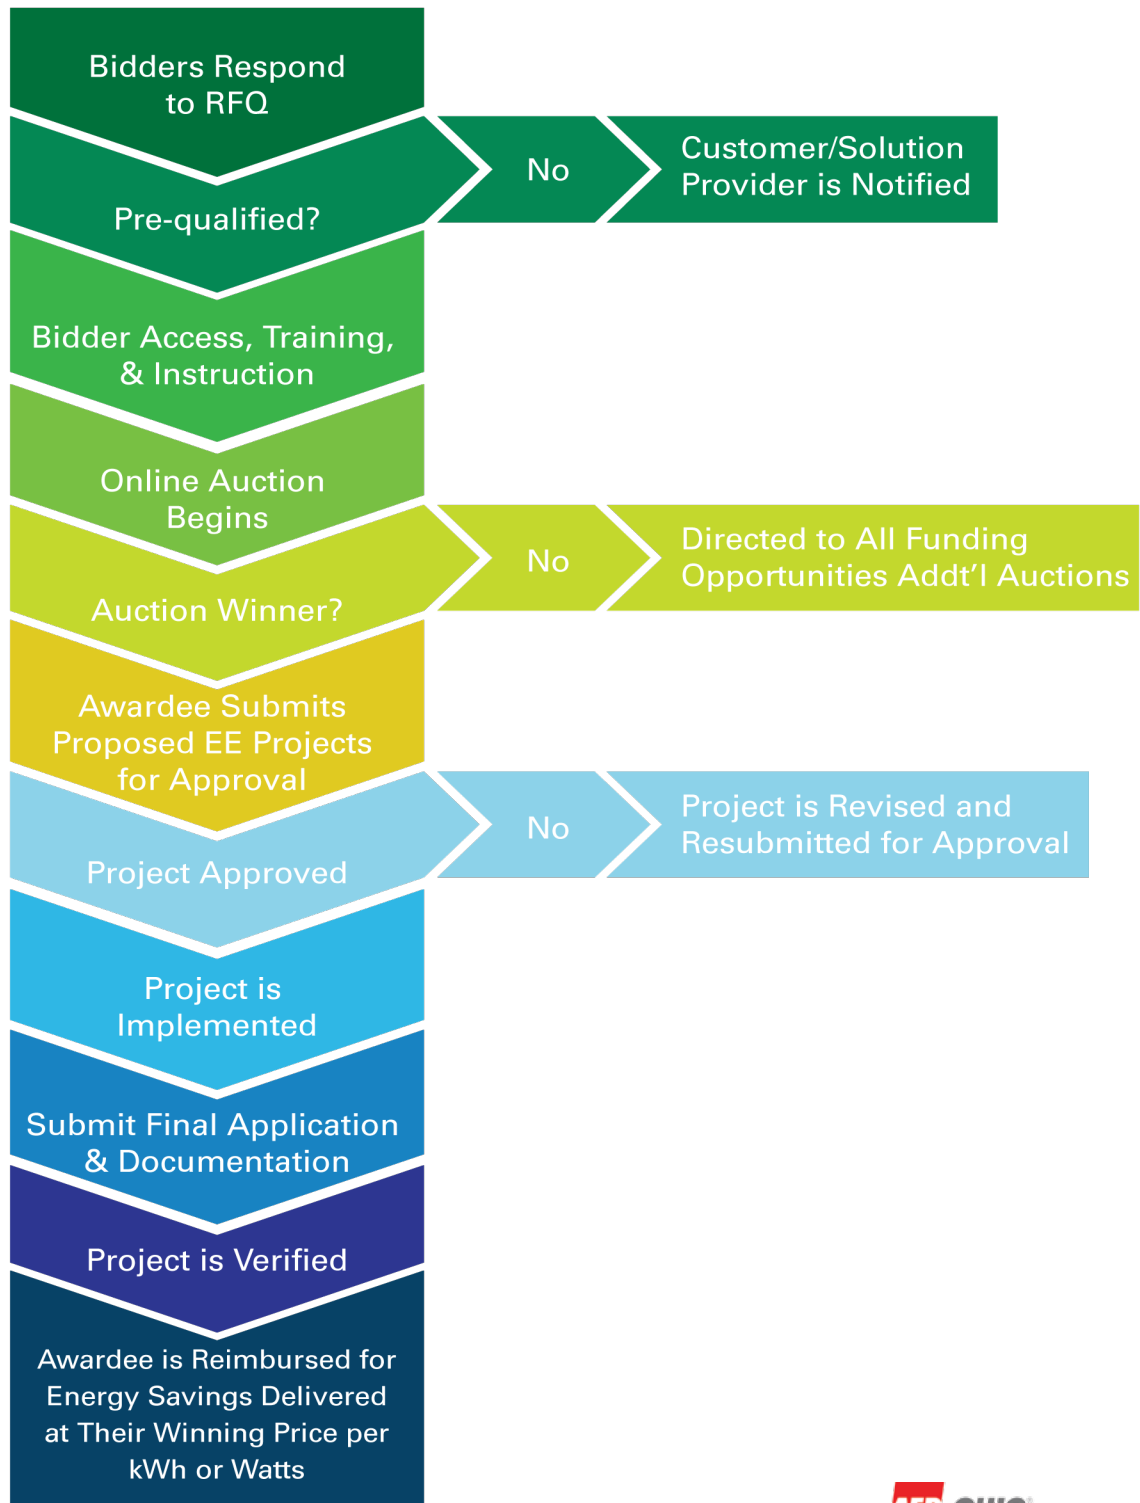 Bidders Respond
to RFQ
Pre-qualified?
No
Customer/Solution
Provider is Notified
Bidder Access, Training,
& Instruction
Online Auction
Begins
Auction Winner?
No
Directed to All Funding
Opportunities Addt'l Auctions
Awardee Submits
Proposed EE Projects
for Approval
Project Approved
No
Project is Revised and
Resubmitted for Approval
Project is
Implemented
Submit Final Application
& Documentation
Project is Verified
Awardee is Reimbursed for
Energy Savings Delivered
at Their Winning Price per
kWh or Watts
AEP OHIO®